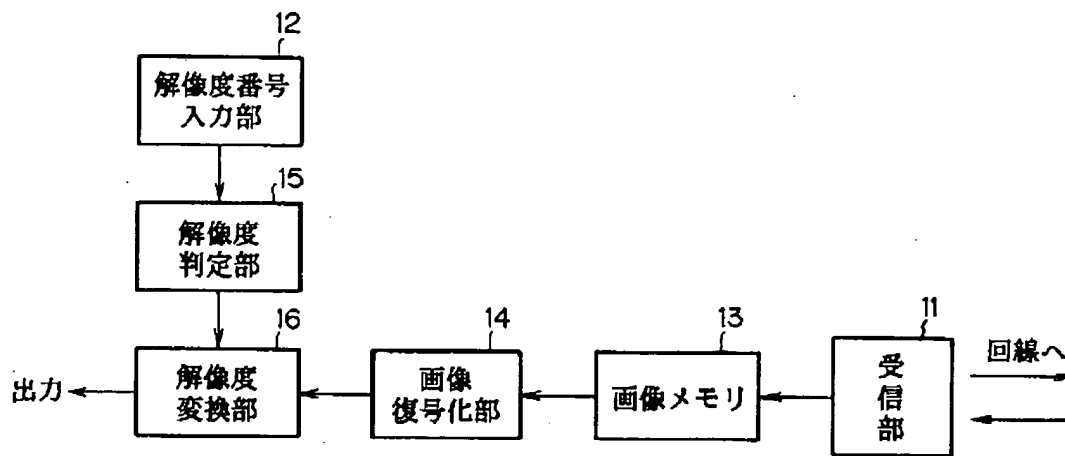 12
解像度番号
入力部
15
解像度
判定部
16
解像度
変換部
14
画像
復号化部
13
画像メモリ
11
受
信
部
回線へ
出力